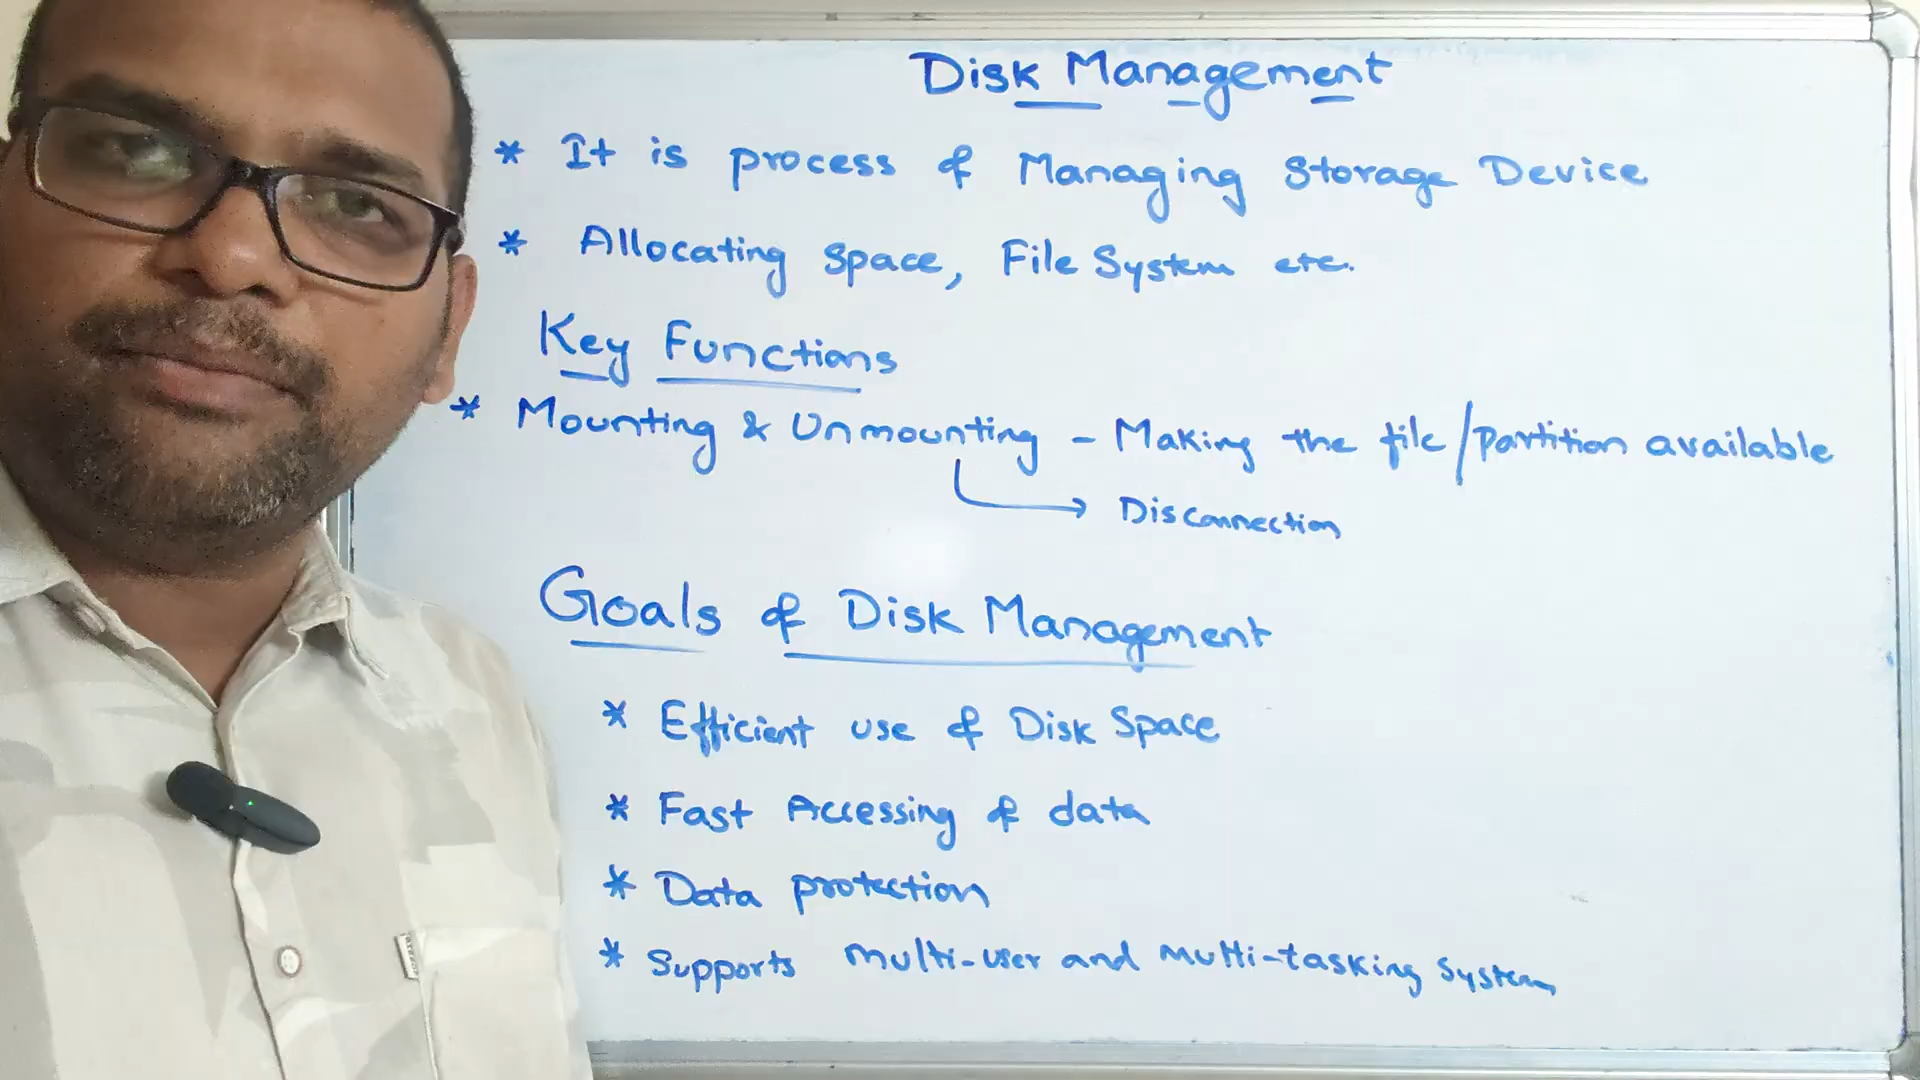 Disk Management
* It is process of Managing Storage Device
* Allocating Space, File System etc.
Key Functions
* Mounting & Unmounting - Making the file/partition available
Disconnection
Goals of Disk Management
* Efficient use of Disk Space
* Fast Accessing of data
* Data protection
* Supports multi-user and multi-tasking System